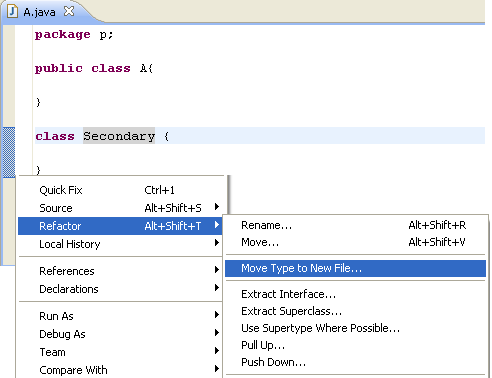 A.java
package p;
public class A{
}
class Secondary {
}
Quick Fix Ctrl+1
Source Alt+Shift+S
Refactor Alt+Shift+T
Local History
References
Declarations
Run As
Debug As
Team
Compare With
Rename... Alt+Shift+R
Move... Alt+Shift+V
Move Type to New File...
Extract Interface...
Extract Superclass...
Use Supertype Where Possible...
Pull Up...
Push Down...